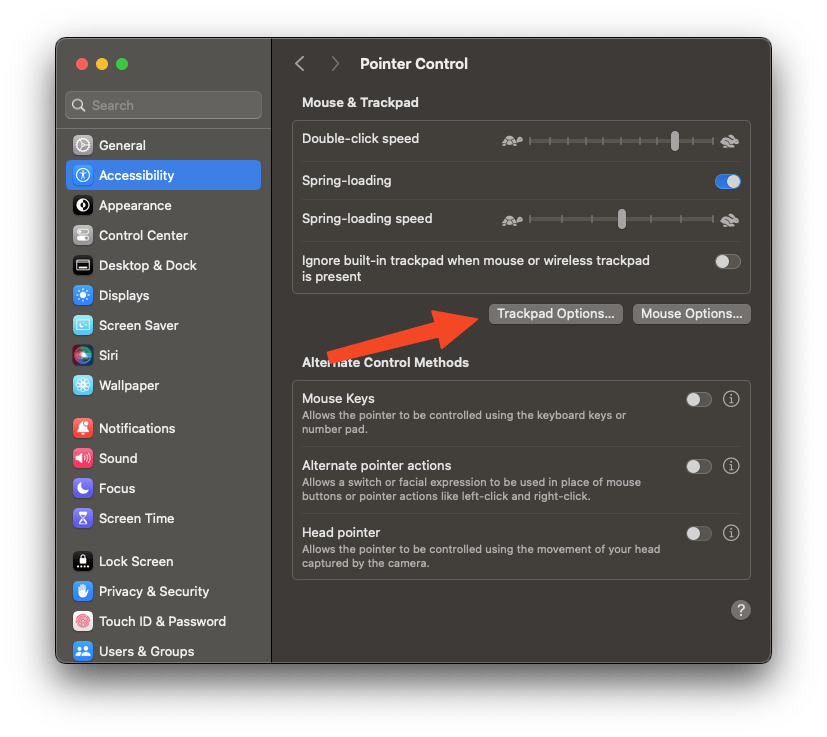 Pointer Control
Search
General
Accessibility
Appearance
Control Center
Desktop & Dock
Displays
Screen Saver
Siri
Wallpaper
Notifications
Sound
Focus
Screen Time
Lock Screen
Privacy & Security
Touch ID & Password
Users & Groups
Mouse & Trackpad
Double-click speed
Spring-loading
Spring-loading speed
Ignore built-in trackpad when mouse or wireless trackpad
is present
Trackpad Options...
Mouse Options...
Alternate Control Methods
Mouse Keys
Allows the pointer to be controlled using the keyboard keys or
number pad.
Alternate pointer actions
Allows a switch or facial expression to be used in place of mouse
buttons or pointer actions like left-click and right-click.
Head pointer
Allows the pointer to be controlled using the movement of your head
captured by the camera.
?